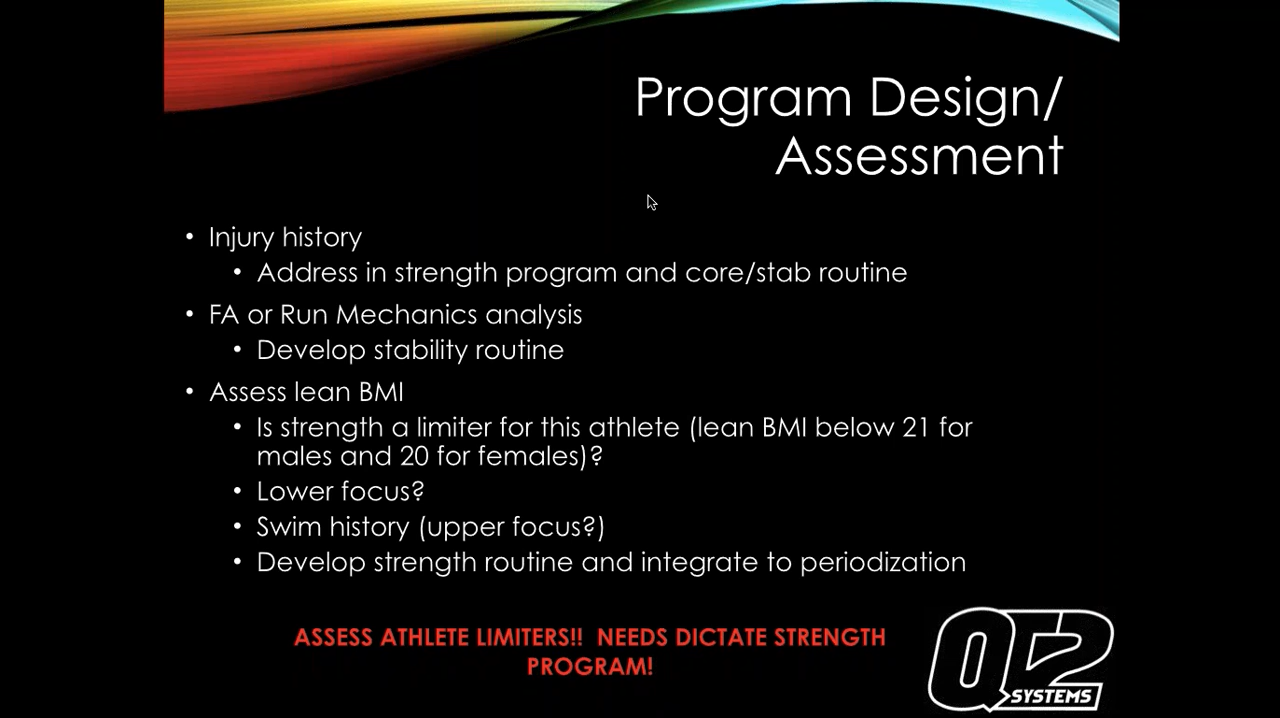 Program Design/
Assessment
• Injury history
• Address in strength program and core/stab routine
• FA or Run Mechanics analysis
• Develop stability routine
• Assess lean BMI
• Is strength a limiter for this athlete (lean BMI below 21 for
males and 20 for females)?
• Lower focus?
• Swim history (upper focus?)
• Develop strength routine and integrate to periodization
ASSESS ATHLETE LIMITERS!! NEEDS DICTATE STRENGTH
PROGRAM!
QT2
SYSTEMS